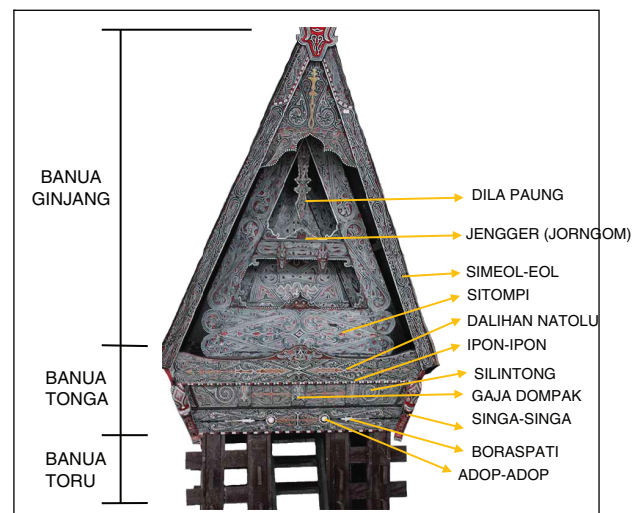 BANUA
GINJANG
BANUA
TONGA
BANUA
TORU
DILA PAUNG
JENGGER (JORNGOM)
SIMEOL-EOL
SITOMPI
DALIHAN NATOLU
IPON-IPON
SILINTONG
GAJA DOMPAK
SINGA-SINGA
BORASPATI
ADOP-ADOP